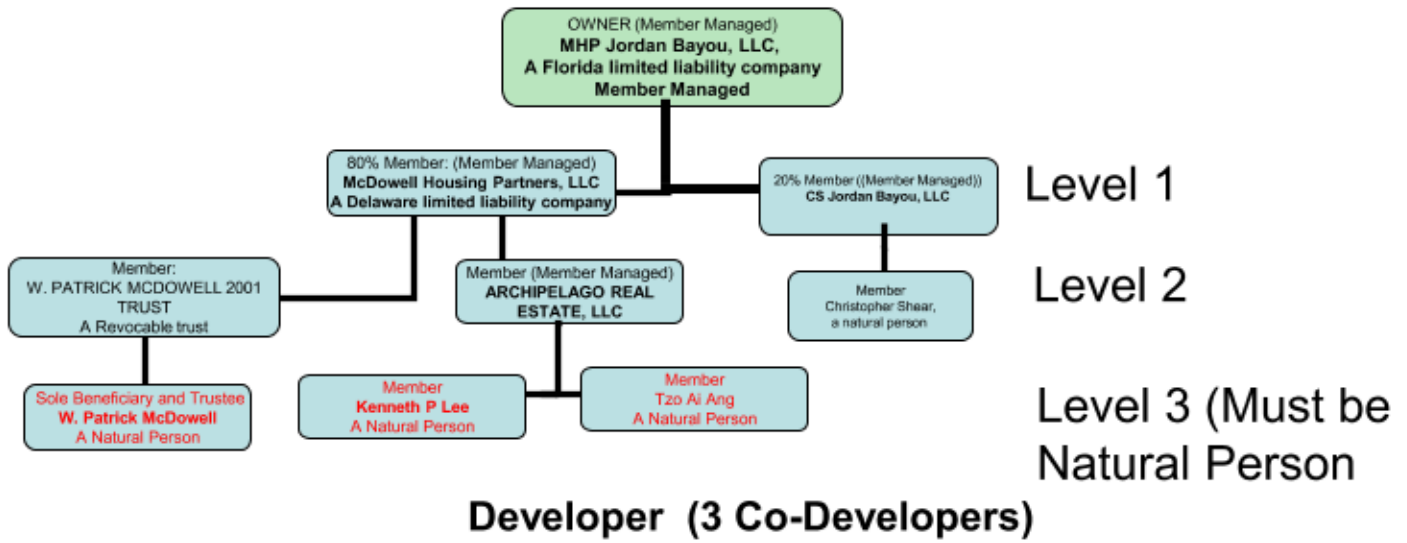 OWNER (Member Managed)
MHP Jordan Bayou, LLC,
A Florida limited liability company
Member Managed
80% Member: (Member Managed)
McDowell Housing Partners, LLC
A Delaware limited liability company
20% Member ((Member Managed))
CS Jordan Bayou, LLC
Level 1
Member:
W. PATRICK MCDOWELL 2001
TRUST
A Revocable trust
Member (Member Managed)
ARCHIPELAGO REAL
ESTATE, LLC
Member
Christopher Shear,
a natural person
Level 2
Sole Beneficiary and Trustee
W. Patrick McDowell
A Natural Person
Member
Kenneth P Lee
A Natural Person
Member
Tzo Ai Ang
A Natural Person
Level 3 (Must be
Natural Person
Developer (3 Co-Developers)